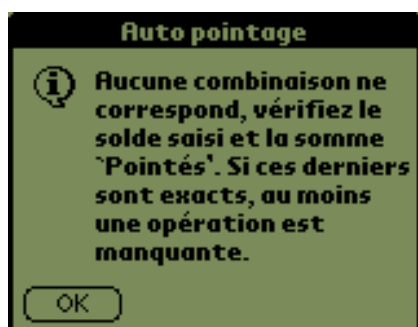 Auto pointage
Aucune combinaison ne
correspond, vérifiez le
solde saisi et la somme
`Pointés'. Si ces derniers
sont exacts, au moins
une opération est
manquante.
OK